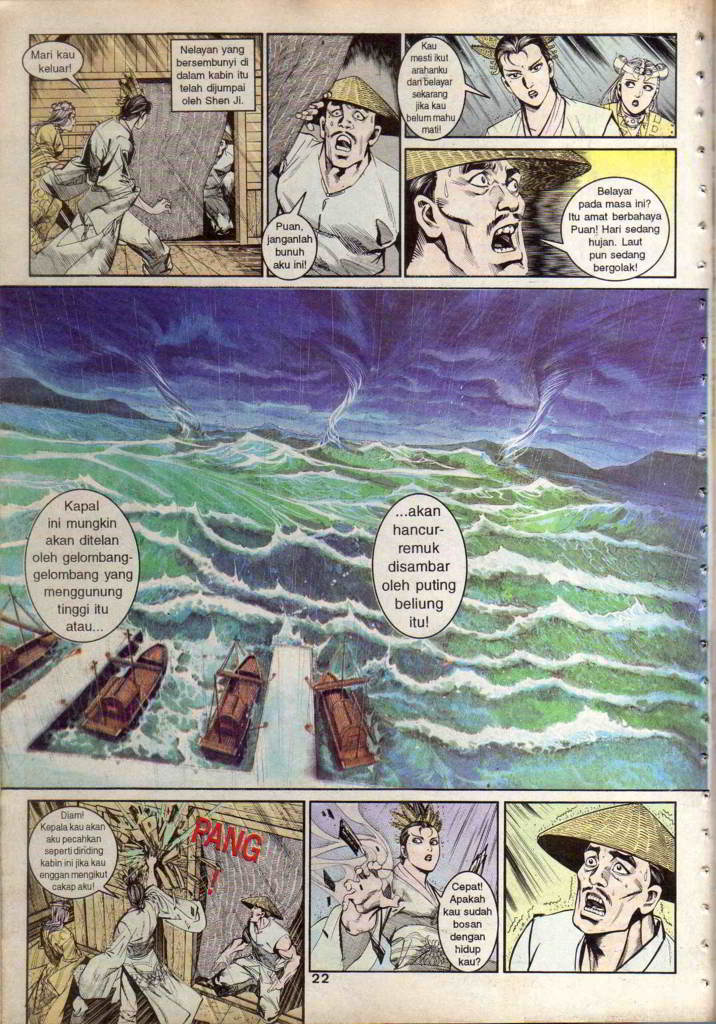 Mari kau
keluar!
Nelayan yang
bersembunyi di
dalam kabin itu
telah dijumpai
oleh Shen Ji.
Puan,
janganlah
bunuh
aku ini!
Kau
mesti ikut
arahanku
dan belayar
sekarang
jika kau
belum mahu
mati!
Belayar
pada masa ini?
Itu amat berbahaya
Puan! Hari sedang
hujan. Laut
pun sedang
bergolak!
Kapal
ini mungkin
akan ditelan
oleh gelombang-
gelombang yang
menggunung
tinggi itu
atau...
...akan
hancur-
remuk
disambar
oleh puting
beliung
itu!
Diam!
Kepala kau akan
aku pecahkan
seperti dinding
kabin ini jika kau
enggan mengikut
cakap aku!
PANG
!
Cepat!
Apakah
kau sudah
bosan
dengan
hidup
kau?
22